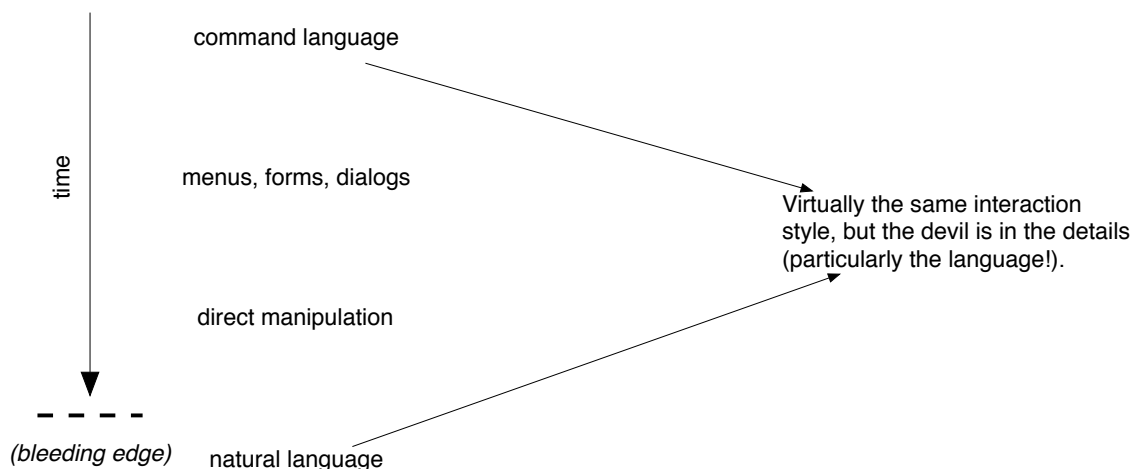 command language
time
menus, forms, dialogs
Virtually the same interaction
style, but the devil is in the details
(particularly the language!).
direct manipulation
(bleeding edge)
natural language